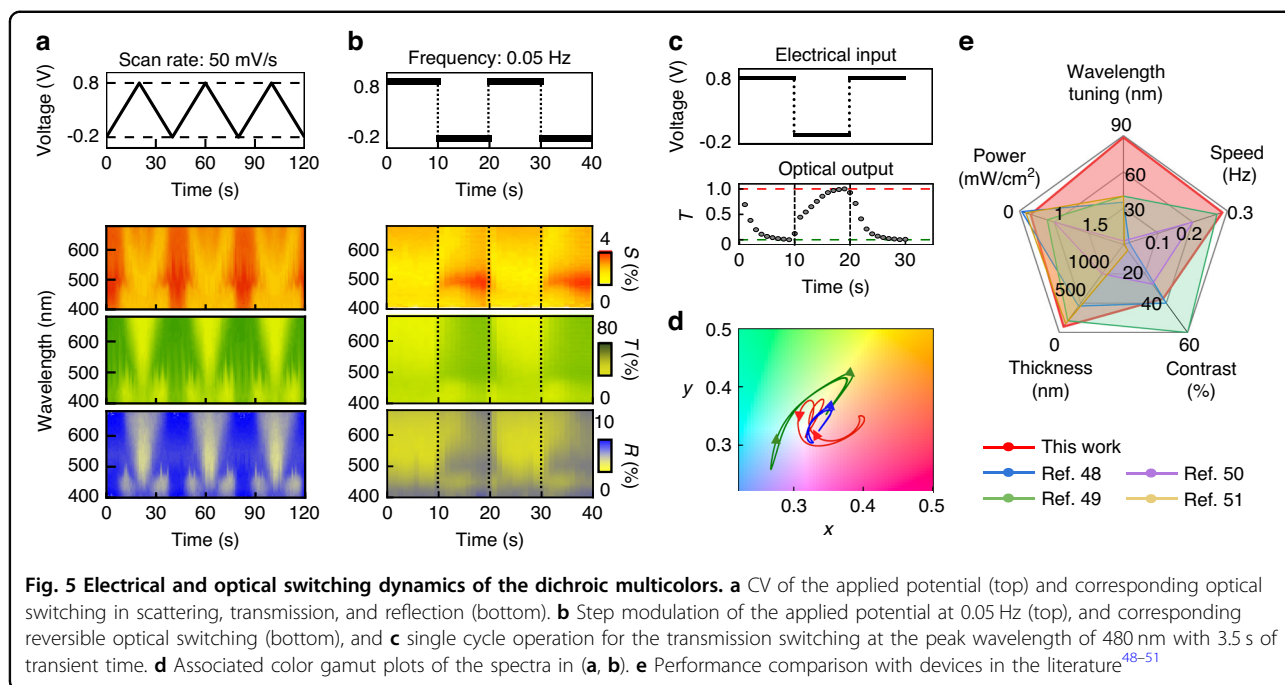 a
Scan rate: 50 mV/s
Voltage (V)
0.8
-0.2
0 30 60 90 120
Time (s)
Wavelength (nm)
600
500
400
600
500
400
600
500
400
0 30 60 90 120
Time (s)
b
Frequency: 0.05 Hz
Voltage (V)
0.8
-0.2
0 10 20 30 40
Time (s)
600
500
400
4
0
S (%)
600
500
400
80
0
T (%)
600
500
400
10
0
R (%)
0 10 20 30 40
Time (s)
c
Electrical input
Voltage (V)
0.8
-0.2
Optical output
T
1.0
0.5
0
0 10 20 30
Time (s)
d
0.5
0.4
0.3
y
0.3 0.4 0.5
x
e
Wavelength
tuning (nm)
90
60
30
Speed
(Hz)
0.3
0.2
0.1
Contrast
(%)
60
40
20
Thickness
(nm)
0
500
1000
Power
(mW/cm²)
0
1
1.5
This work
Ref. 48
Ref. 49
Ref. 50
Ref. 51
Fig. 5 Electrical and optical switching dynamics of the dichroic multicolors. a CV of the applied potential (top) and corresponding optical
switching in scattering, transmission, and reflection (bottom). b Step modulation of the applied potential at 0.05 Hz (top), and corresponding
reversible optical switching (bottom), and c single cycle operation for the transmission switching at the peak wavelength of 480 nm with 3.5 s of
transient time. d Associated color gamut plots of the spectra in (a, b). e Performance comparison with devices in the literature⁴⁸⁻⁵¹